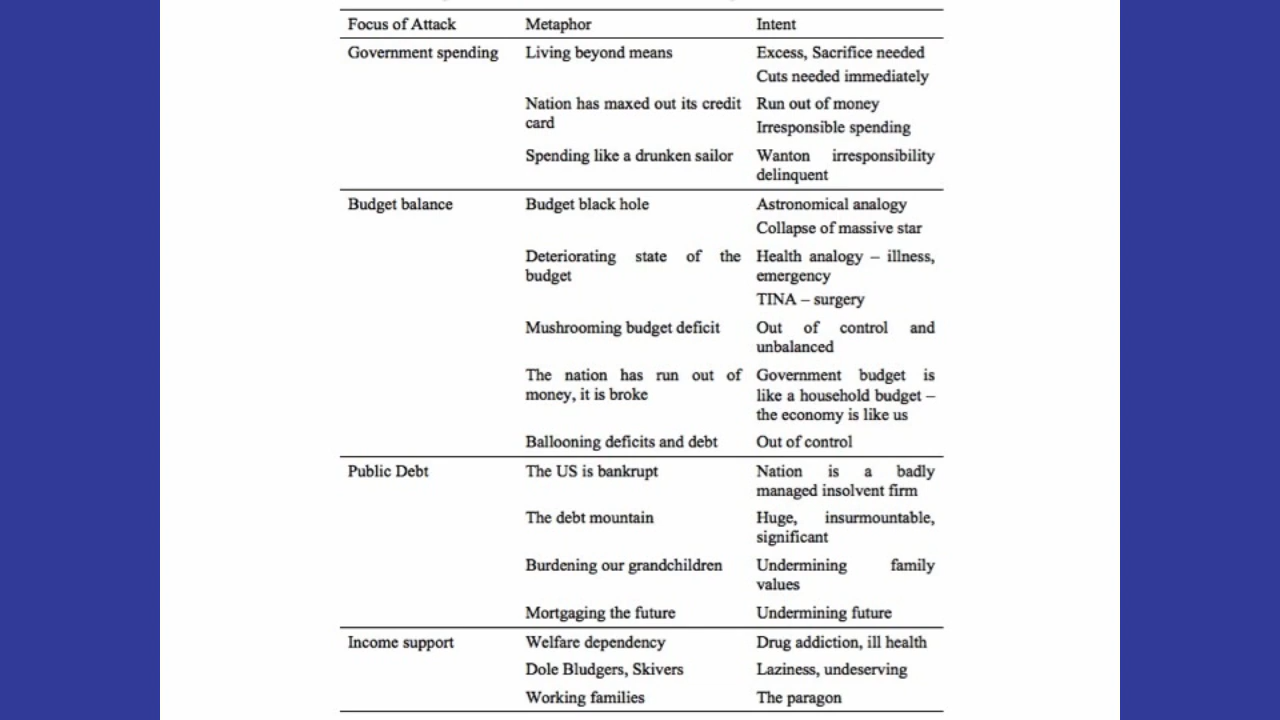 Focus of Attack Metaphor Intent
Government spending Living beyond means Excess, Sacrifice needed
Cuts needed immediately
Nation has maxed out its credit Run out of money
card Irresponsible spending
Spending like a drunken sailor Wanton irresponsibility
delinquent
Budget balance Budget black hole Astronomical analogy
Collapse of massive star
Deteriorating state of the Health analogy – illness,
budget emergency
TINA – surgery
Mushrooming budget deficit Out of control and
unbalanced
The nation has run out of Government budget is
money, it is broke like a household budget –
the economy is like us
Ballooning deficits and debt Out of control
Public Debt The US is bankrupt Nation is a badly
managed insolvent firm
The debt mountain Huge, insurmountable,
significant
Burdening our grandchildren Undermining family
values
Mortgaging the future Undermining future
Income support Welfare dependency Drug addiction, ill health
Dole Bludgers, Skivers Laziness, undeserving
Working families The paragon